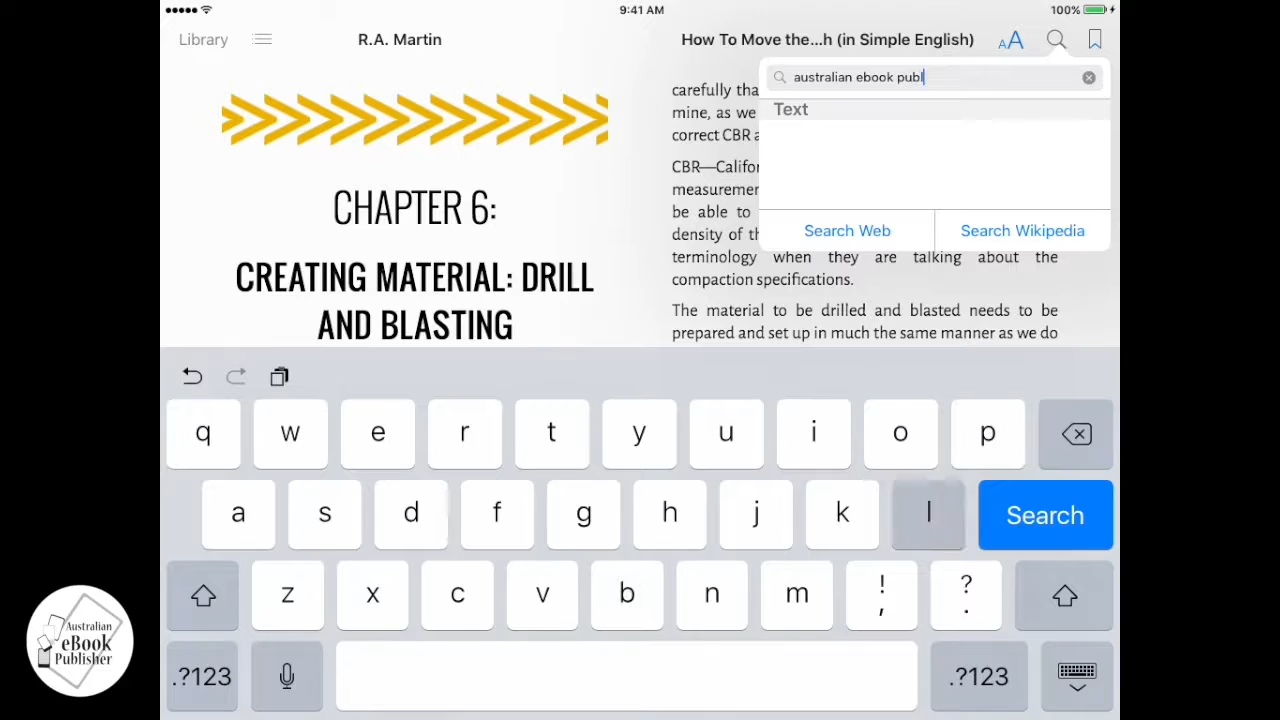 9:41 AM
100%
Library
R.A. Martin
How To Move the...h (in Simple English)
AA
australian ebook publ
Text
Search Web
Search Wikipedia
CHAPTER 6:
CREATING MATERIAL: DRILL
AND BLASTING
carefully tha
mine, as we
correct CBR a
CBR—Califor
measuremen
be able to
density of th
terminology when they are talking about the
compaction specifications.
The material to be drilled and blasted needs to be
prepared and set up in much the same manner as we do
q w e r t y u i o p
a s d f g h j k l Search
z x c v b n m ! , ? .
.?123 .?123
Australian
eBook
Publisher